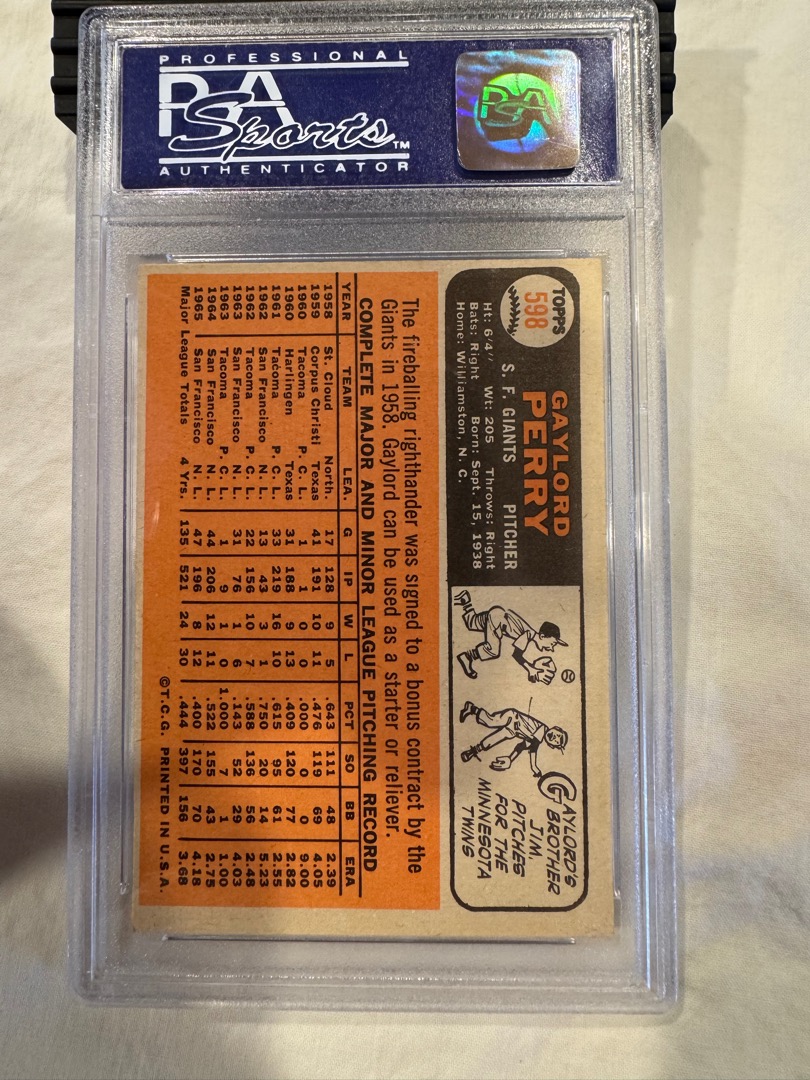 PROFESSIONAL
PSA
Sports™
AUTHENTICATOR
PSA
TOPPS
598
GAYLORD
PERRY
S. F. GIANTS PITCHER
Ht: 6'4" Wt: 205 Throws: Right
Bats: Right Born: Sept. 15, 1938
Home: Williamston, N. C.
GAYLORD'S
BROTHER
JIM,
PITCHES
FOR THE
MINNESOTA
TWINS
The fireballing righthander was signed to a bonus contract by the
Giants in 1958. Gaylord can be used as a starter or reliever.
COMPLETE MAJOR AND MINOR LEAGUE PITCHING RECORD
YEAR TEAM LEA. G IP W L PCT SO BB ERA
1958 St. Cloud North. 17 128 9 5 .643 111 48 2.39
1959 Corpus Christi Texas 41 191 10 11 .476 119 69 4.05
1960 Tacoma P. C. L. 1 1 0 0 .000 0 0 9.00
1960 Harlingen Texas 31 188 9 13 .409 120 77 2.82
1961 Tacoma P. C. L. 33 219 16 10 .615 95 61 2.55
1962 San Francisco N. L. 13 43 3 1 .750 20 14 5.23
1962 Tacoma P. C. L. 22 156 10 7 .588 136 56 2.48
1963 San Francisco N. L. 31 76 1 6 .143 52 29 4.03
1963 Tacoma P. C. L. 1 9 1 0 1.000 7 1 1.00
1964 San Francisco N. L. 44 206 12 11 .522 155 43 2.75
1965 San Francisco N. L. 47 196 8 12 .400 170 70 4.18
Major League Totals 4 Yrs. 135 521 24 30 .444 397 156 3.68
©T.C.G. PRINTED IN U.S.A.